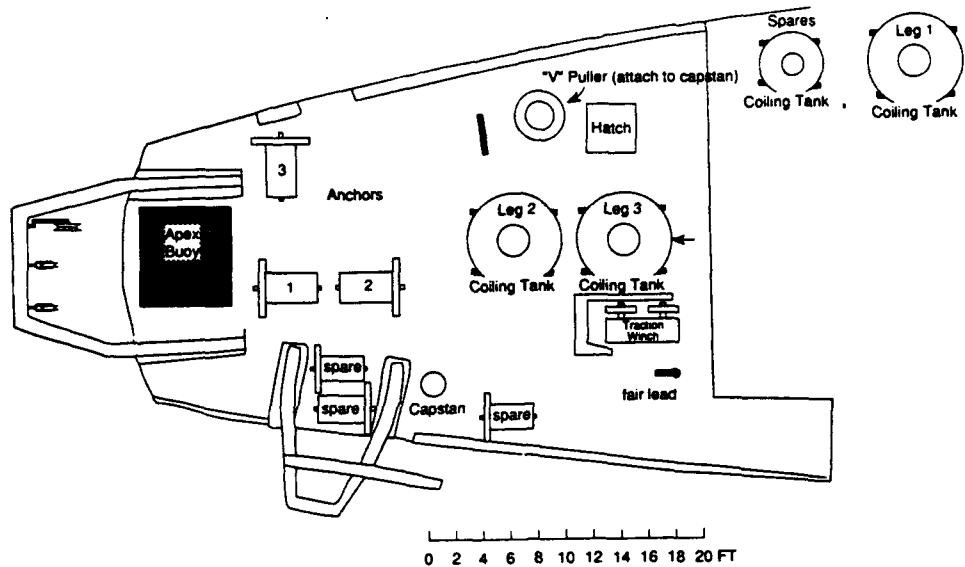 Spares
Leg 1
Coiling Tank
Coiling Tank
"V" Puller (attach to capstan)
Hatch
3
Anchors
Apex
Buoy
Leg 2
Leg 3
Coiling Tank
Coiling Tank
1
2
Traction
Winch
spare
spare
Capstan
spare
fair lead
0 2 4 6 8 10 12 14 16 18 20 FT